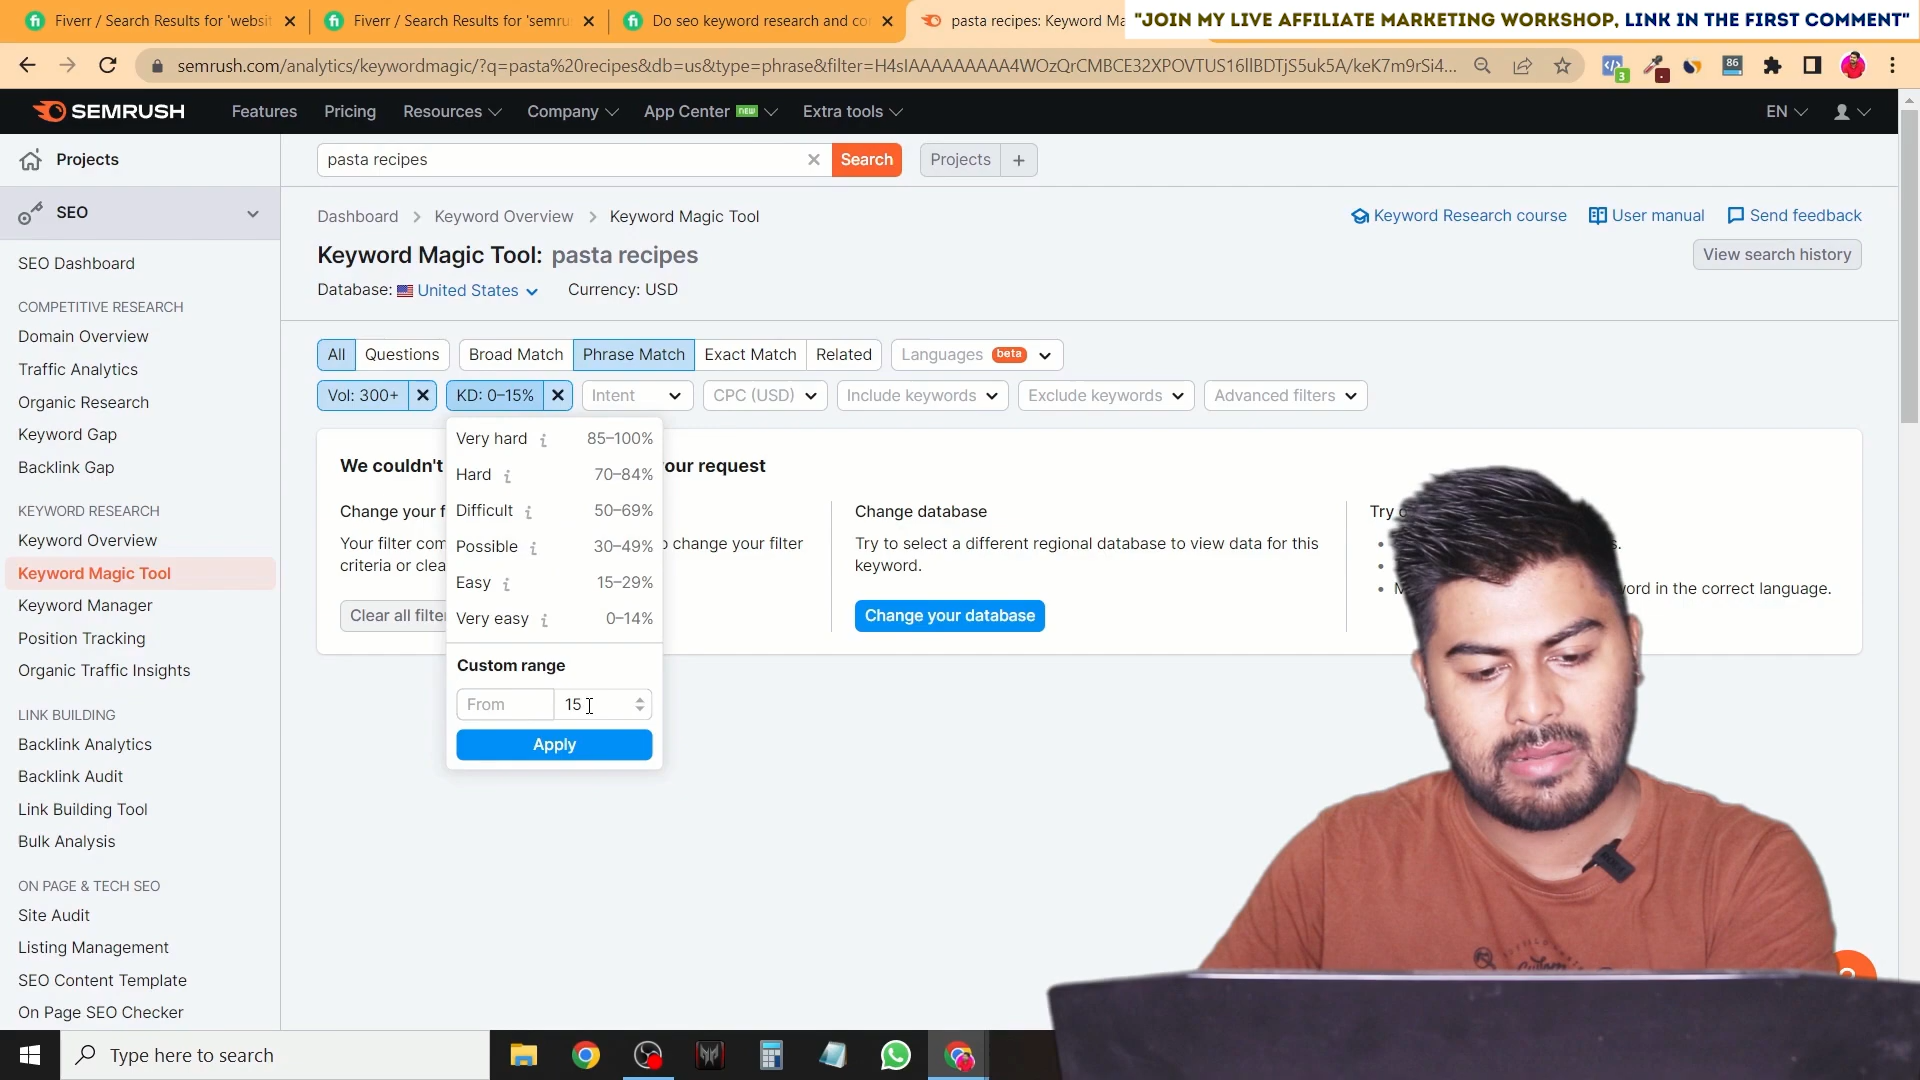 Fiverr / Search Results for 'websit
Fiverr / Search Results for 'semru
Do seo keyword research and co
pasta recipes: Keyword Ma
"JOIN MY LIVE AFFILIATE MARKETING WORKSHOP, LINK IN THE FIRST COMMENT"
semrush.com/analytics/keywordmagic/?q=pasta%20recipes&db=us&type=phrase&filter=
3
86
SEMRUSH
Features
Pricing
Resources
Company
App Center NEW
Extra tools
EN
Projects
pasta recipes
Search
Projects
+
SEO
Dashboard > Keyword Overview > Keyword Magic Tool
Keyword Research course
User manual
Send feedback
Keyword Magic Tool: pasta recipes
View search history
Database: United States
Currency: USD
SEO Dashboard
COMPETITIVE RESEARCH
Domain Overview
Traffic Analytics
Organic Research
Keyword Gap
Backlink Gap
KEYWORD RESEARCH
Keyword Overview
Keyword Magic Tool
Keyword Manager
Position Tracking
Organic Traffic Insights
LINK BUILDING
Backlink Analytics
Backlink Audit
Link Building Tool
Bulk Analysis
ON PAGE & TECH SEO
Site Audit
Listing Management
SEO Content Template
On Page SEO Checker
All
Questions
Broad Match
Phrase Match
Exact Match
Related
Languages beta
Vol: 300+
KD: 0–15%
Intent
CPC (USD)
Include keywords
Exclude keywords
Advanced filters
Very hard 85–100%
Hard 70–84%
Difficult 50–69%
Possible 30–49%
Easy 15–29%
Very easy 0–14%
Custom range
From
15
Apply
We couldn't
our request
Change your f
Your filter com
o change your filter
criteria or clea
Clear all filte
Change database
Try to select a different regional database to view data for this
keyword.
Change your database
Try
ord in the correct language.
Type here to search